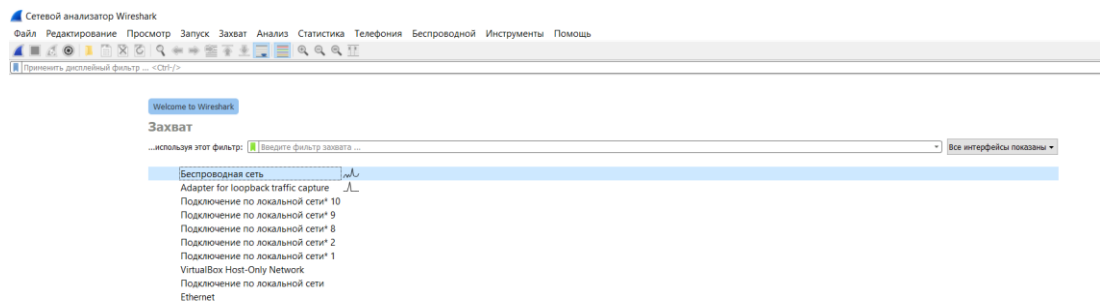 Сетевой анализатор Wireshark
Файл Редактирование Просмотр Запуск Захват Анализ Статистика Телефония Беспроводной Инструменты Помощь
Применить дисплейный фильтр ... <Ctrl-/>
Welcome to Wireshark
Захват
...используя этот фильтр: Введите фильтр захвата ... Все интерфейсы показаны
Беспроводная сеть
Adapter for loopback traffic capture
Подключение по локальной сети* 10
Подключение по локальной сети* 9
Подключение по локальной сети* 8
Подключение по локальной сети* 2
Подключение по локальной сети* 1
VirtualBox Host-Only Network
Подключение по локальной сети
Ethernet